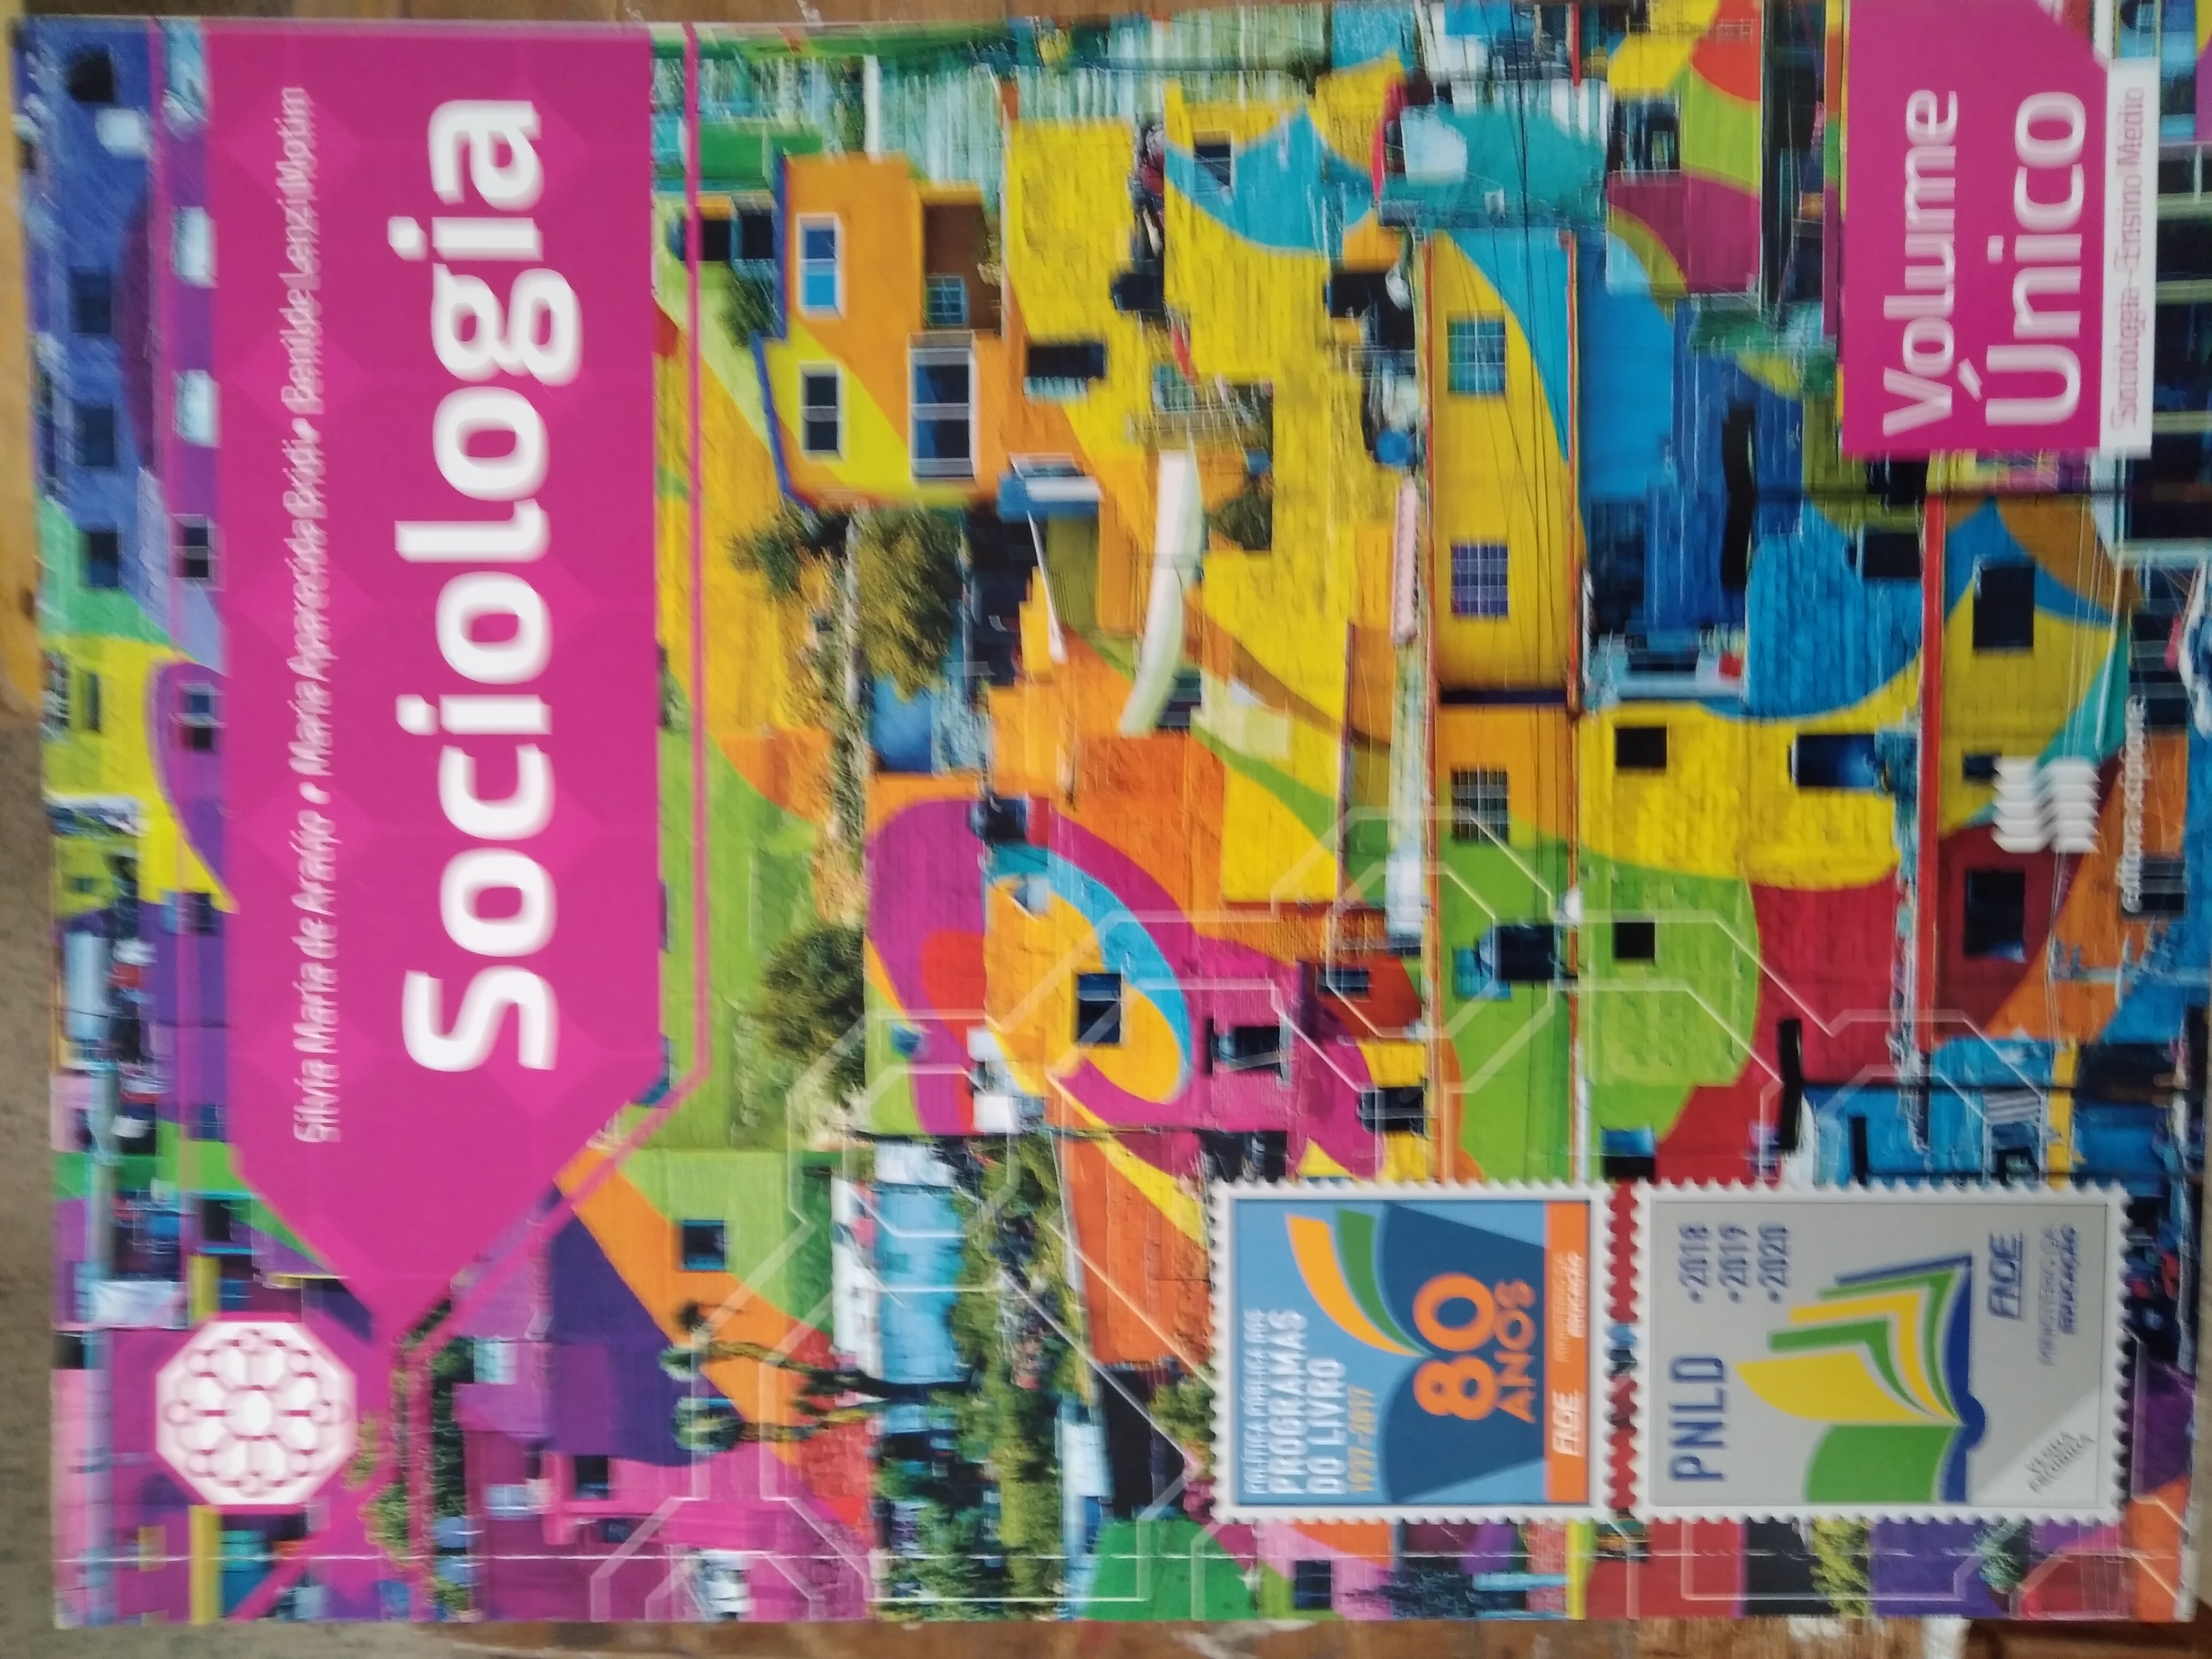 Silvia Maria de Araújo • Maria Aparecida Bridi • Benilde Lenzi Motim
Sociologia
POLÍTICA PÚBLICA DOS
PROGRAMAS
DO LIVRO
1937-2017
80
ANOS
FNDE
MINISTÉRIO DA
EDUCAÇÃO
PNLD
•2018
•2019
•2020
FNDE
MINISTÉRIO DA
EDUCAÇÃO
VENDA
PROIBIDA
editora scipione
Volume
Único
Sociologia - Ensino Médio